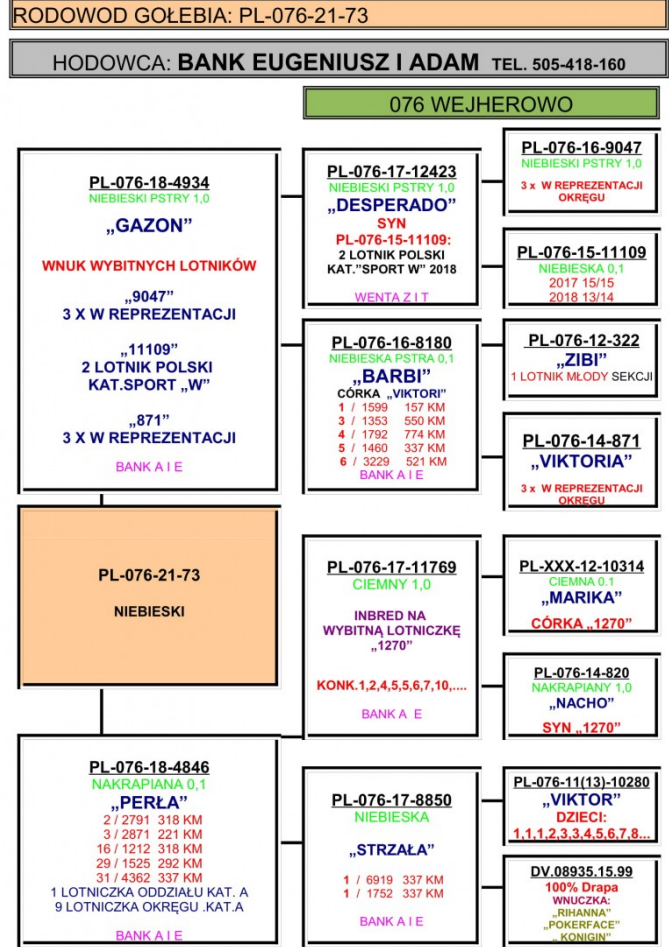 RODOWOD GOŁEBIA: PL-076-21-73
HODOWCA: BANK EUGENIUSZ I ADAM TEL. 505-418-160
076 WEJHEROWO
PL-076-18-4934
NIEBIESKI PSTRY 1,0
„GAZON”
WNUK WYBITNYCH LOTNIKÓW
„9047”
3 X W REPREZENTACJI
„11109”
2 LOTNIK POLSKI
KAT.SPORT „W”
„871”
3 X W REPREZENTACJI
BANK A I E
PL-076-21-73
NIEBIESKI
PL-076-18-4846
NAKRAPIANA 0,1
„PERŁA”
2 / 2791 318 KM
3 / 2871 221 KM
16 / 1212 318 KM
29 / 1525 292 KM
31 / 4362 337 KM
1 LOTNICZKA ODDZIAŁU KAT. A
9 LOTNICZKA OKRĘGU .KAT.A
BANK A I E
PL-076-17-12423
NIEBIESKI PSTRY 1,0
„DESPERADO”
SYN
PL-076-15-11109:
2 LOTNIK POLSKI
KAT.”SPORT W” 2018
WENTA Z I T
PL-076-16-8180
NIEBIESKA PSTRA 0,1
„BARBI”
CÓRKA „VIKTORI”
1 / 1599 157 KM
3 / 1353 550 KM
4 / 1792 774 KM
5 / 1460 337 KM
6 / 3229 521 KM
BANK A I E
PL-076-17-11769
CIEMNY 1,0
INBRED NA
WYBITNĄ LOTNICZKĘ
„1270”
KONK.1,2,4,5,5,6,7,10,....
BANK A E
PL-076-17-8850
NIEBIESKA
„STRZAŁA”
1 / 6919 337 KM
1 / 1752 337 KM
BANK A I E
PL-076-16-9047
NIEBIESKI PSTRY 1,0
3 x W REPREZENTACJI
OKRĘGU
PL-076-15-11109
NIEBIESKA 0,1
2017 15/15
2018 13/14
PL-076-12-322
„ZIBI”
1 LOTNIK MŁODY SEKCJI
PL-076-14-871
„VIKTORIA”
3 x W REPREZENTACJI
OKRĘGU
PL-XXX-12-10314
CIEMNA 0.1
„MARIKA”
CÓRKA „1270”
PL-076-14-820
NAKRAPIANY 1,0
„NACHO”
SYN „1270”
PL-076-11(13)-10280
„VIKTOR”
DZIECI:
1,1,1,2,3,3,4,5,6,7,8...
DV.08935.15.99
100% Drapa
WNUCZKA:
„RIHANNA”
„POKERFACE”
„ KONIGIN”